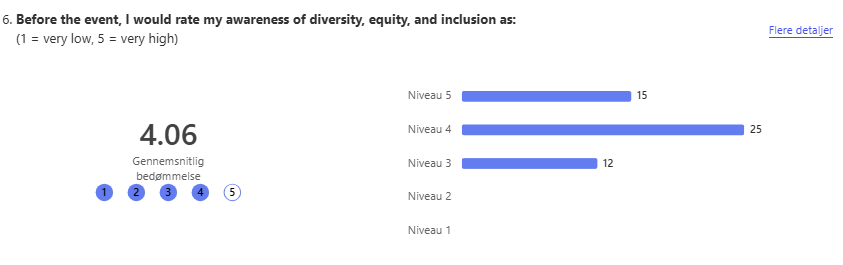 6. Before the event, I would rate my awareness of diversity, equity, and inclusion as:
(1 = very low, 5 = very high)
Flere detaljer
4.06
Gennemsnitlig
bedømmelse
1 2 3 4 5
Niveau 5 15
Niveau 4 25
Niveau 3 12
Niveau 2
Niveau 1